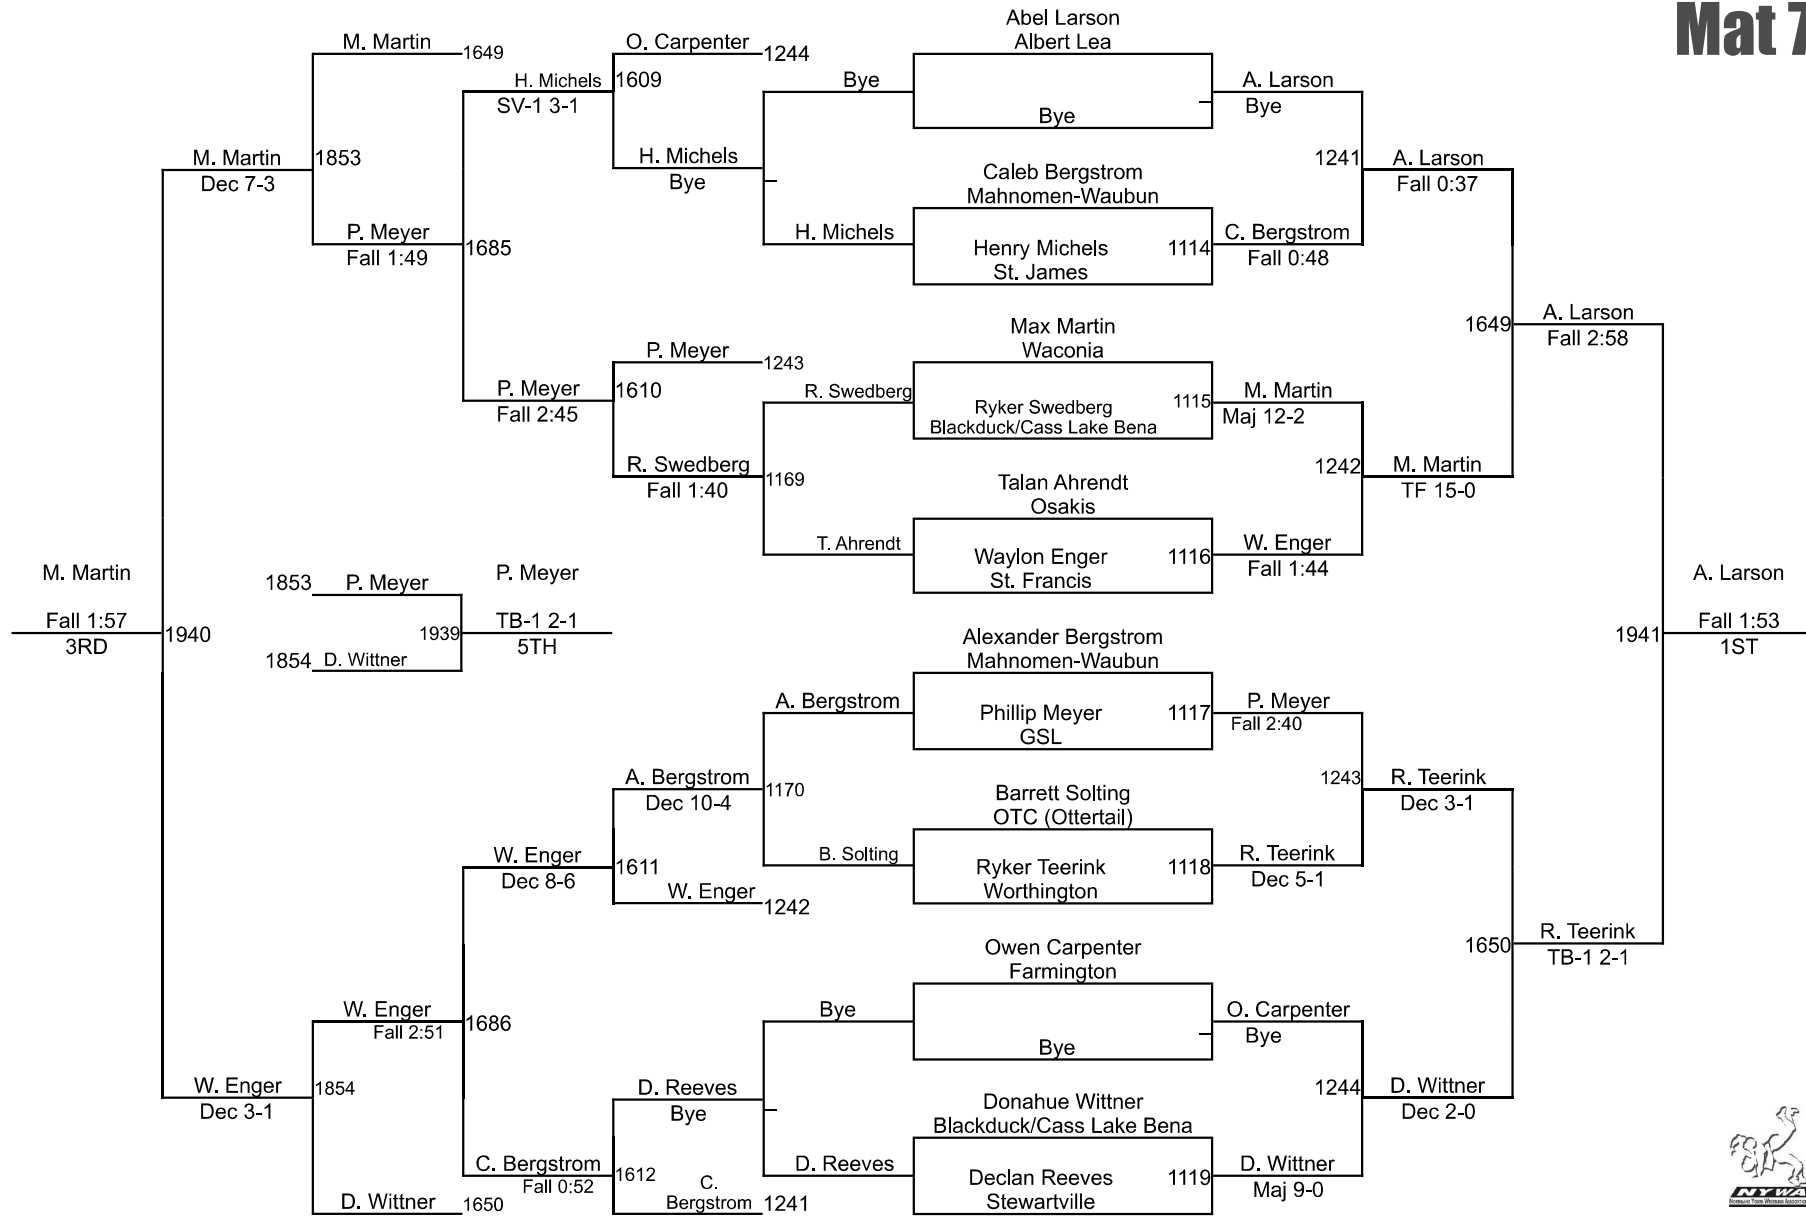 Mat 7
M. Martin
1649
H. Michels
SV-1 3-1
O. Carpenter
1244
1609
H. Michels
Bye
M. Martin
Dec 7-3
1853
P. Meyer
Fall 1:49
1685
P. Meyer
Fall 2:45
P. Meyer
1243
1610
R. Swedberg
Fall 1:40
1169
Bye
H. Michels
R. Swedberg
T. Ahrendt
Abel Larson
Albert Lea
Bye
A. Larson
Bye
Caleb Bergstrom
Mahnomen-Waubun
Henry Michels
St. James
1114
C. Bergstrom
Fall 0:48
1241
A. Larson
Fall 0:37
Max Martin
Waconia
Ryker Swedberg
Blackduck/Cass Lake Bena
1115
M. Martin
Maj 12-2
Talan Ahrendt
Osakis
Waylon Enger
St. Francis
1116
W. Enger
Fall 1:44
1242
M. Martin
TF 15-0
1649
A. Larson
Fall 2:58
M. Martin
Fall 1:57
3RD
1940
1853
P. Meyer
1854
D. Wittner
1939
P. Meyer
TB-1 2-1
5TH
1941
A. Larson
Fall 1:53
1ST
Alexander Bergstrom
Mahnomen-Waubun
Phillip Meyer
GSL
1117
P. Meyer
Fall 2:40
Barrett Solting
OTC (Ottertail)
Ryker Teerink
Worthington
1118
R. Teerink
Dec 5-1
1243
R. Teerink
Dec 3-1
A. Bergstrom
B. Solting
1170
A. Bergstrom
Dec 10-4
W. Enger
Dec 8-6
1611
W. Enger
1242
Owen Carpenter
Farmington
Bye
O. Carpenter
Bye
Donahue Wittner
Blackduck/Cass Lake Bena
Declan Reeves
Stewartville
1119
D. Wittner
Maj 9-0
1244
D. Wittner
Dec 2-0
1650
R. Teerink
TB-1 2-1
Bye
D. Reeves
D. Reeves
Bye
W. Enger
Fall 2:51
1686
W. Enger
Dec 3-1
1854
C. Bergstrom
Fall 0:52
1612
C.
Bergstrom
1241
D. Wittner
1650
NYWA